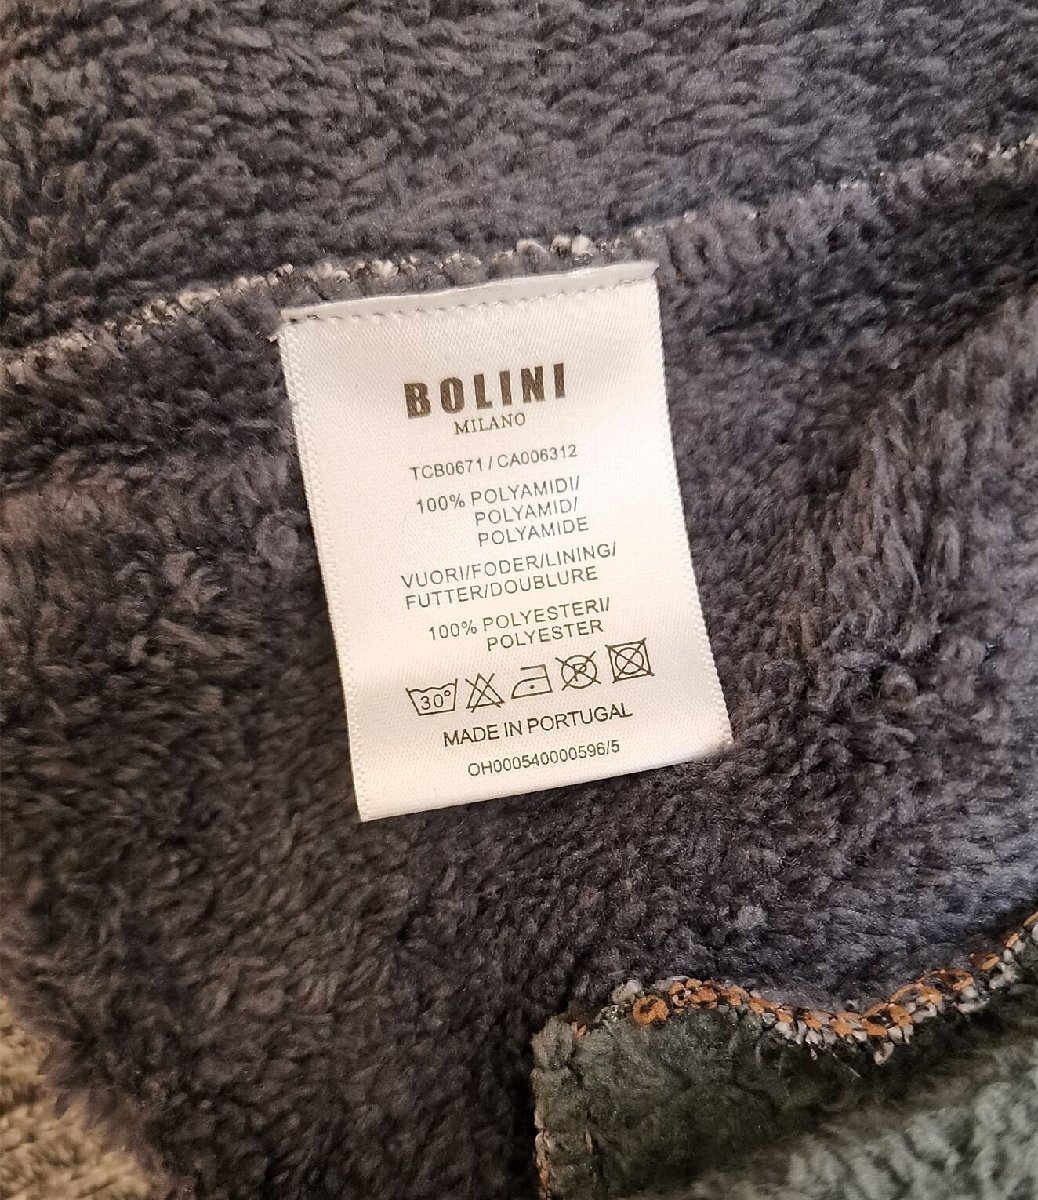 BOLINI
MILANO
TCB0671 / CA006312
100% POLYAMIDI/
POLYAMID/
POLYAMIDE
VUORI/FODER/LINING/
FUTTER/DOUBLURE
100% POLYESTERI/
POLYESTER
30° P
MADE IN PORTUGAL
OH000540000596/5